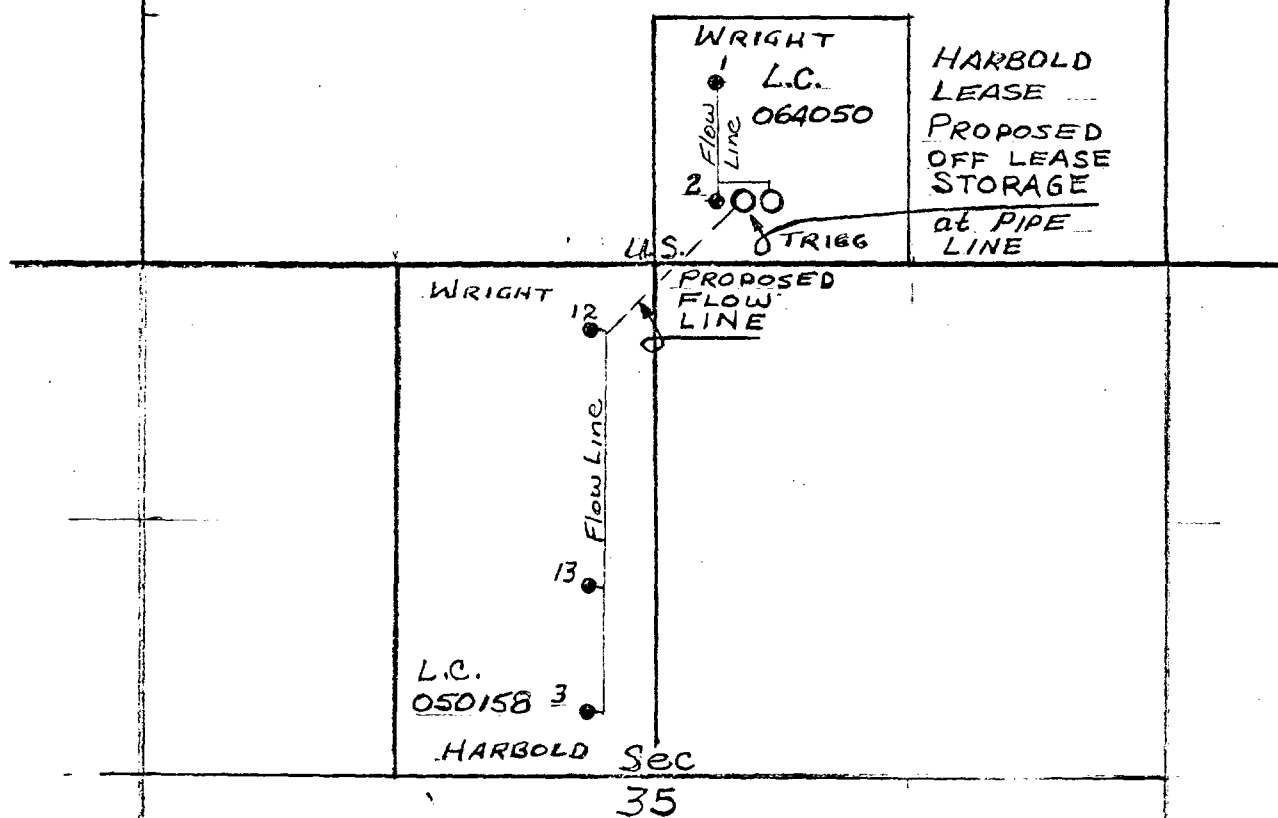 WRIGHT
1
L.C.
064050
Flow
Line
2
TRIGG
HARBOLD
LEASE
PROPOSED
OFF LEASE
STORAGE
at PIPE
LINE
U.S.
WRIGHT
12
PROPOSED
FLOW
LINE
Flow Line
13
L.C.
050158
3
HARBOLD
Sec
35